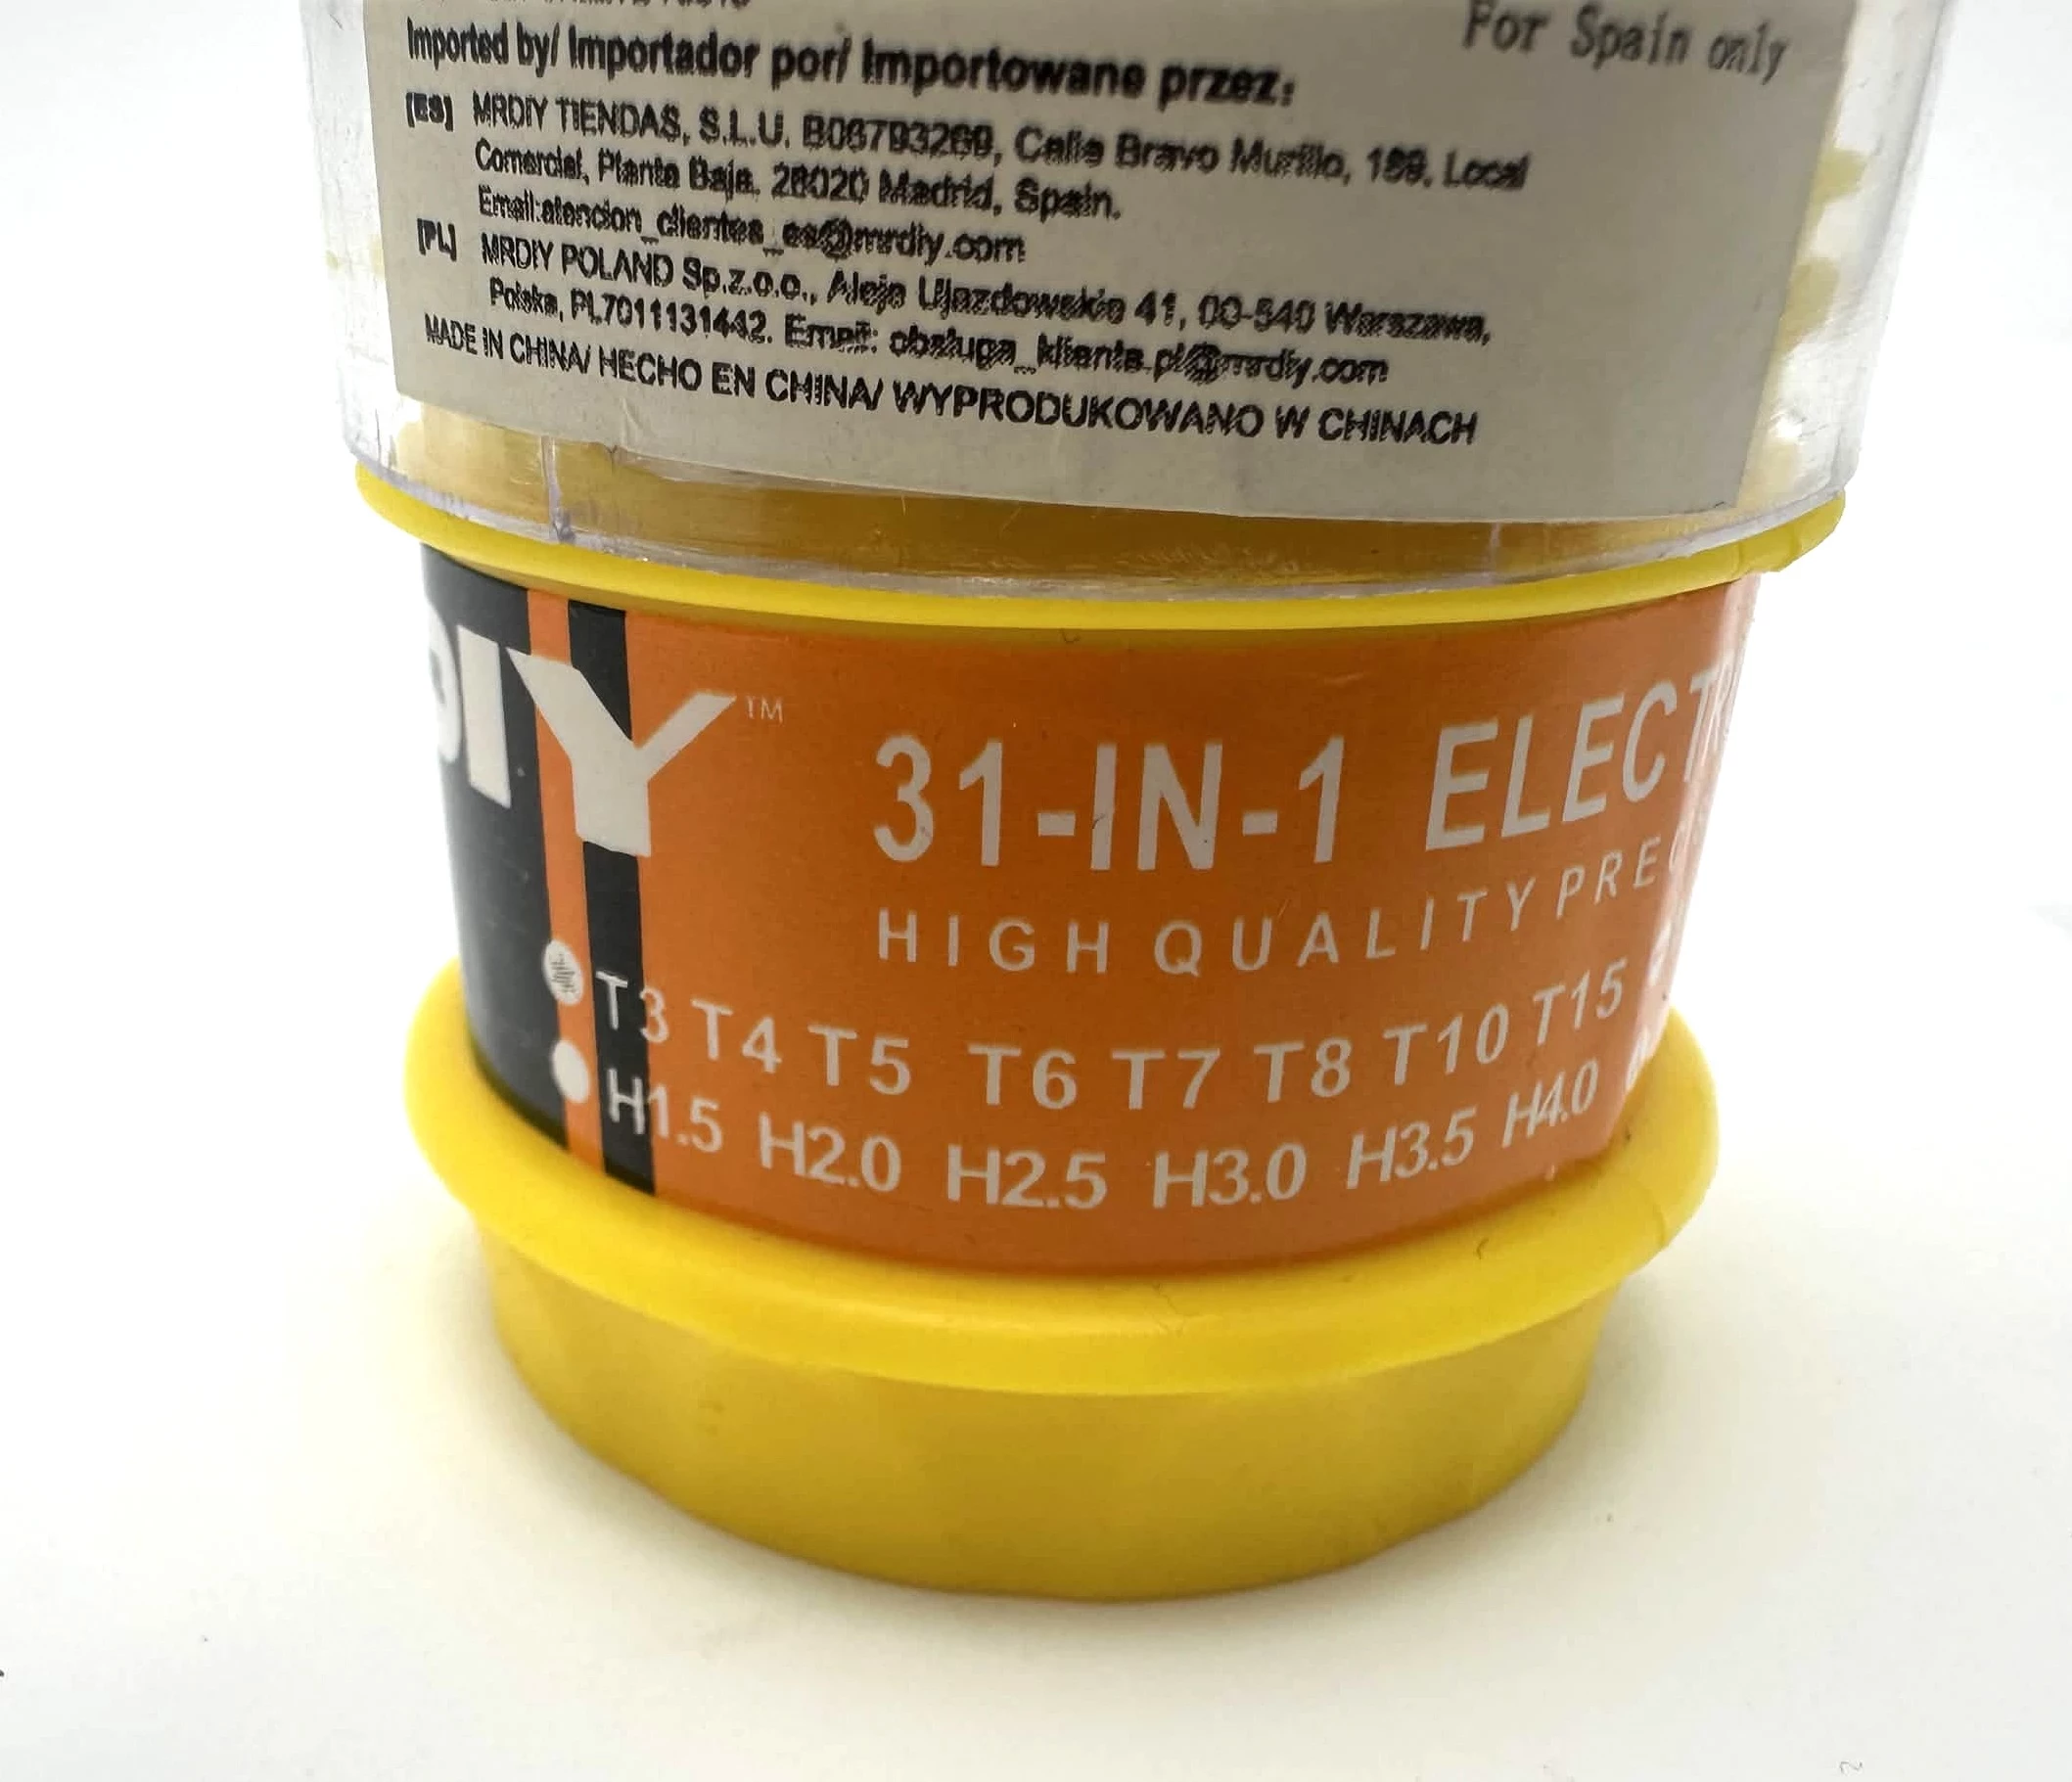 For Spain only
Imported by/ Importador por/ Importowane przez:
[ES] MRDIY TIENDAS, S.L.U. B06793269, Calle Bravo Murillo, 189, Local
Comercial, Planta Baja, 28020 Madrid, Spain.
Email:atencion_clientes_es@mrdiy.com
[PL] MRDIY POLAND Sp.z.o.o., Aleje Ujazdowskie 41, 00-540 Warszawa,
Polska, PL7011131442. Email: obsluga_klienta.pl@mrdiy.com
MADE IN CHINA/ HECHO EN CHINA/ WYPRODUKOWANO W CHINACH
DIY™
31-IN-1 ELECTR
HIGH QUALITY PREC
T3 T4 T5 T6 T7 T8 T10 T15
H1.5 H2.0 H2.5 H3.0 H3.5 H4.0